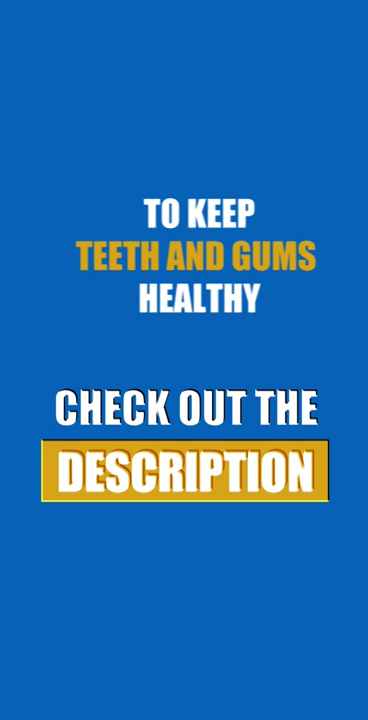 TO KEEP
TEETH AND GUMS
HEALTHY
CHECK OUT THE
DESCRIPTION